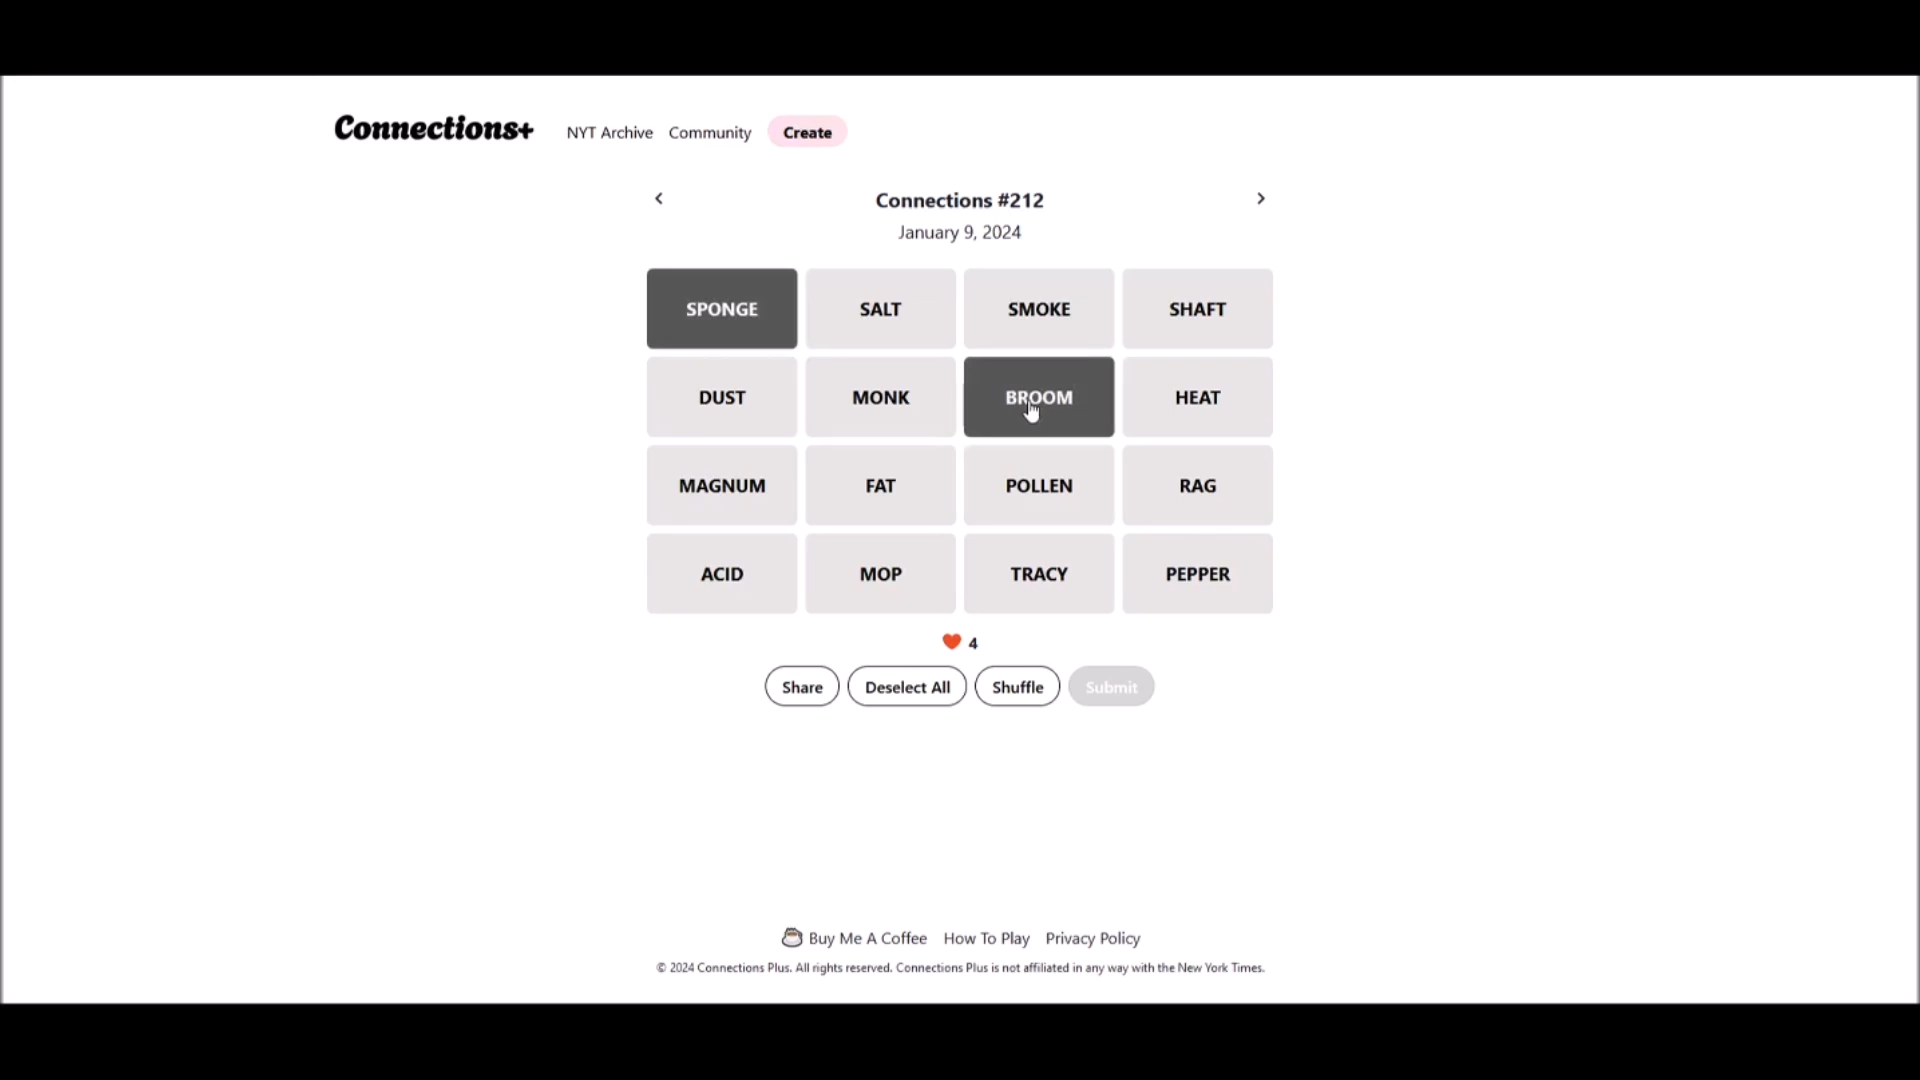 Connections+ NYT Archive Community Create
Connections #212
January 9, 2024
SPONGE SALT SMOKE SHAFT
DUST MONK BROOM HEAT
MAGNUM FAT POLLEN RAG
ACID MOP TRACY PEPPER
4
Share Deselect All Shuffle Submit
Buy Me A Coffee How To Play Privacy Policy
© 2024 Connections Plus. All rights reserved. Connections Plus is not affiliated in any way with the New York Times.